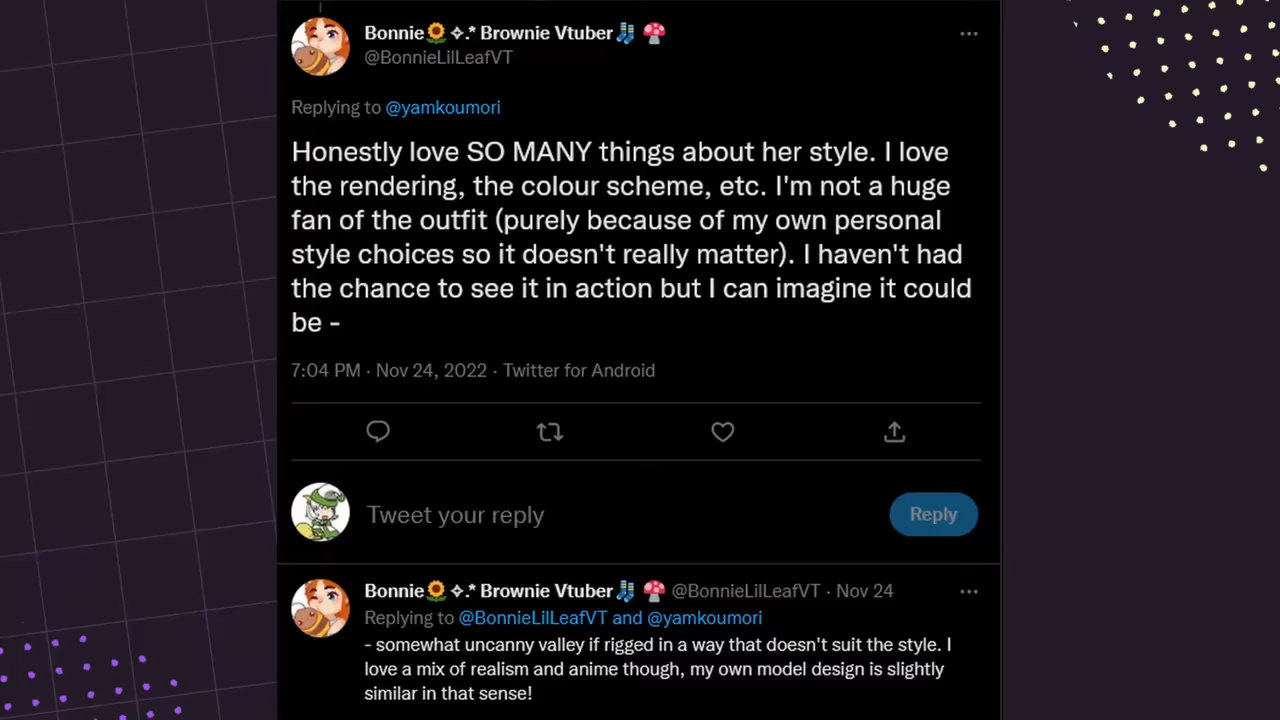 Bonnie🌻 ⟡.* Brownie Vtuber🧦 🍄
@BonnieLilLeafVT
Replying to @yamkoumori
Honestly love SO MANY things about her style. I love
the rendering, the colour scheme, etc. I'm not a huge
fan of the outfit (purely because of my own personal
style choices so it doesn't really matter). I haven't had
the chance to see it in action but I can imagine it could
be -
7:04 PM · Nov 24, 2022 · Twitter for Android
Tweet your reply
Reply
Bonnie🌻 ⟡.* Brownie Vtuber🧦 🍄 @BonnieLilLeafVT · Nov 24
Replying to @BonnieLilLeafVT and @yamkoumori
- somewhat uncanny valley if rigged in a way that doesn't suit the style. I
love a mix of realism and anime though, my own model design is slightly
similar in that sense!